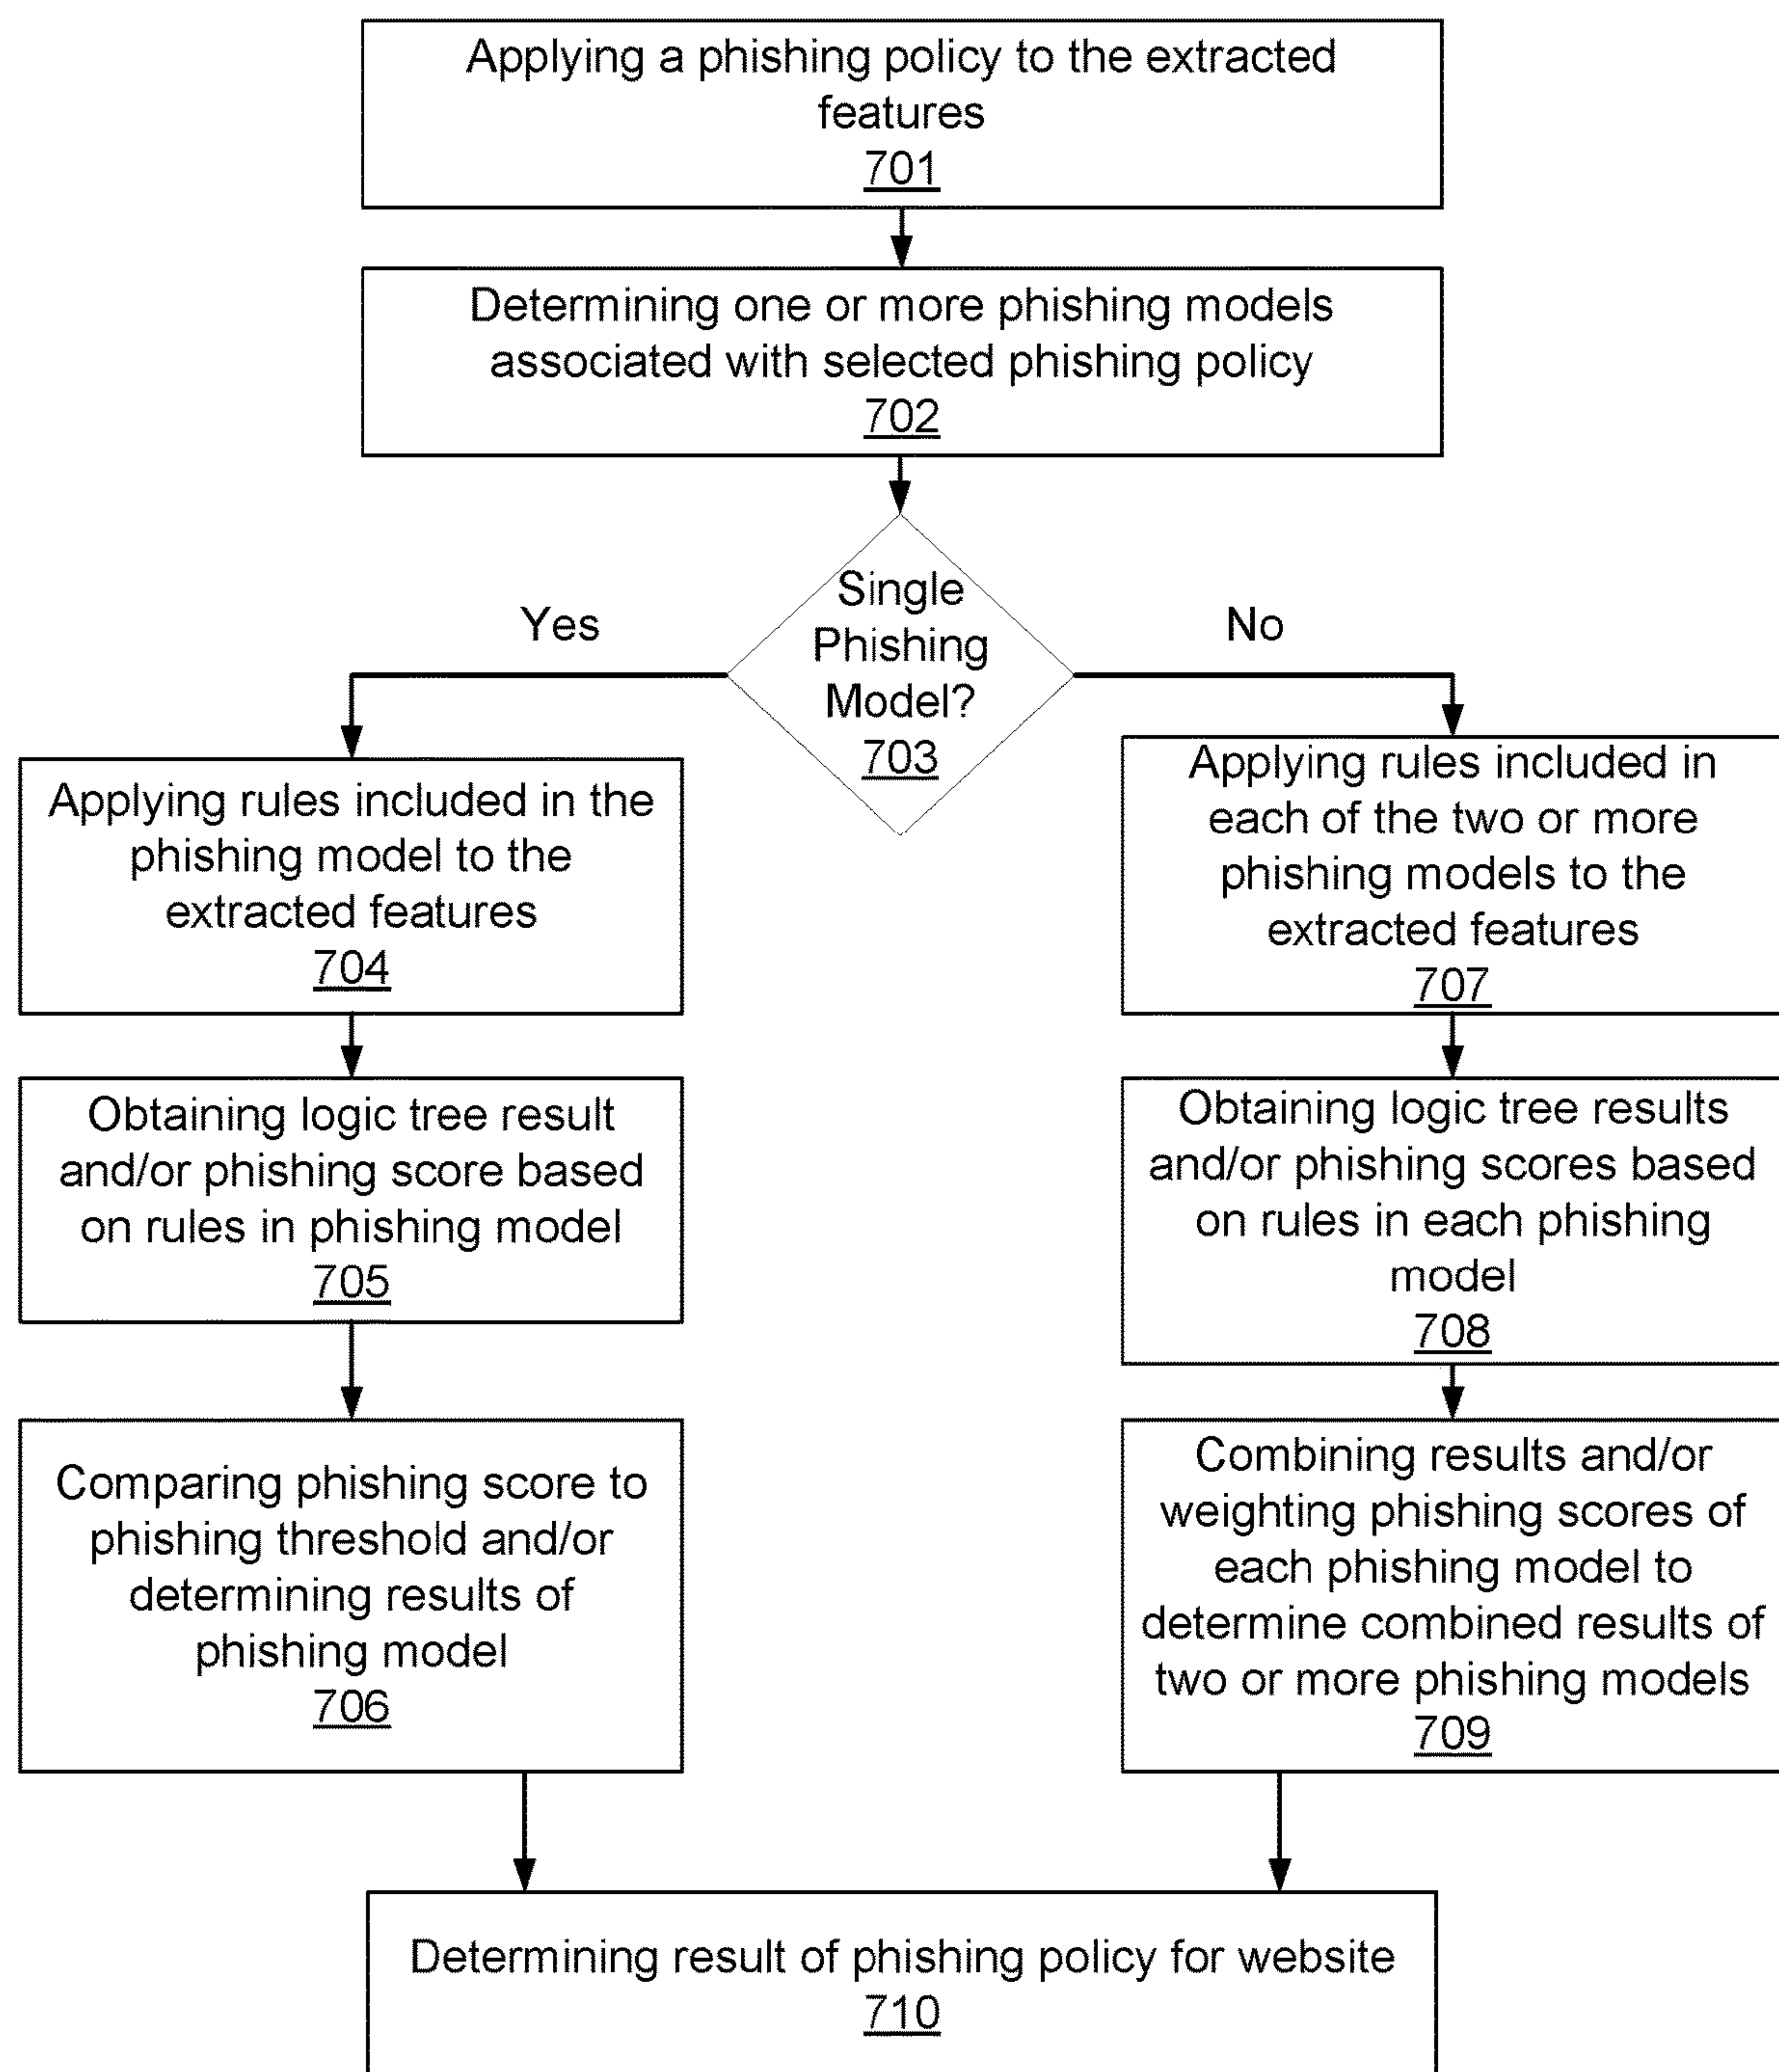 Applying a phishing policy to the extracted
features
701
Determining one or more phishing models
associated with selected phishing policy
702
Single
Phishing
Model?
703
Yes
No
Applying rules included in the
phishing model to the
extracted features
704
Obtaining logic tree result
and/or phishing score based
on rules in phishing model
705
Comparing phishing score to
phishing threshold and/or
determining results of
phishing model
706
Applying rules included in
each of the two or more
phishing models to the
extracted features
707
Obtaining logic tree results
and/or phishing scores based
on rules in each phishing
model
708
Combining results and/or
weighting phishing scores of
each phishing model to
determine combined results of
two or more phishing models
709
Determining result of phishing policy for website
710